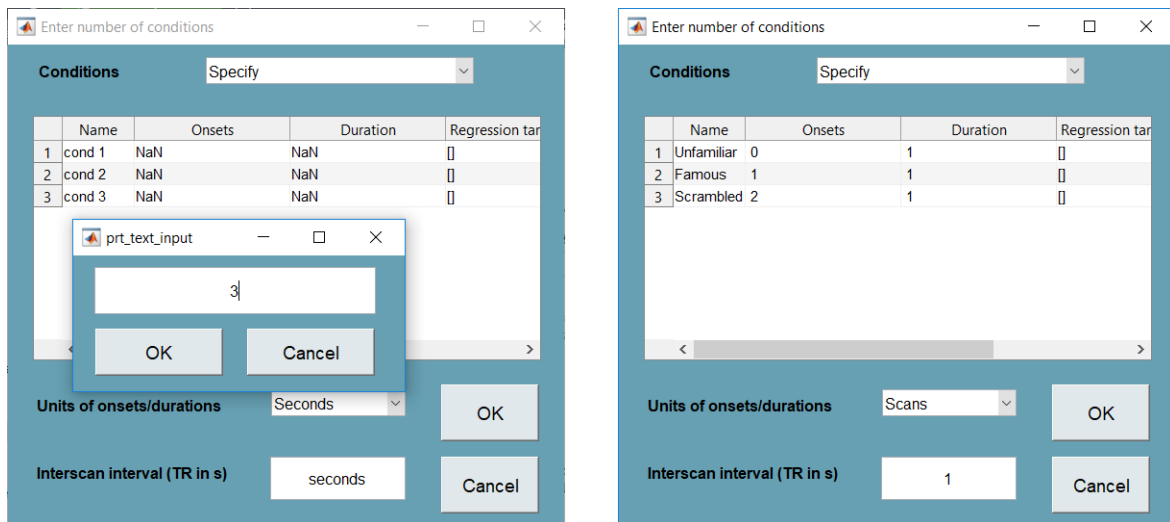 Enter number of conditions
Conditions Specify
Name Onsets Duration Regression tar
1 cond 1 NaN NaN []
2 cond 2 NaN NaN []
3 cond 3 NaN NaN []
prt_text_input
3
OK Cancel
Units of onsets/durations Seconds OK
Interscan interval (TR in s) seconds Cancel
Enter number of conditions
Conditions Specify
Name Onsets Duration Regression tar
1 Unfamiliar 0 1 []
2 Famous 1 1 []
3 Scrambled 2 1 []
Units of onsets/durations Scans OK
Interscan interval (TR in s) 1 Cancel